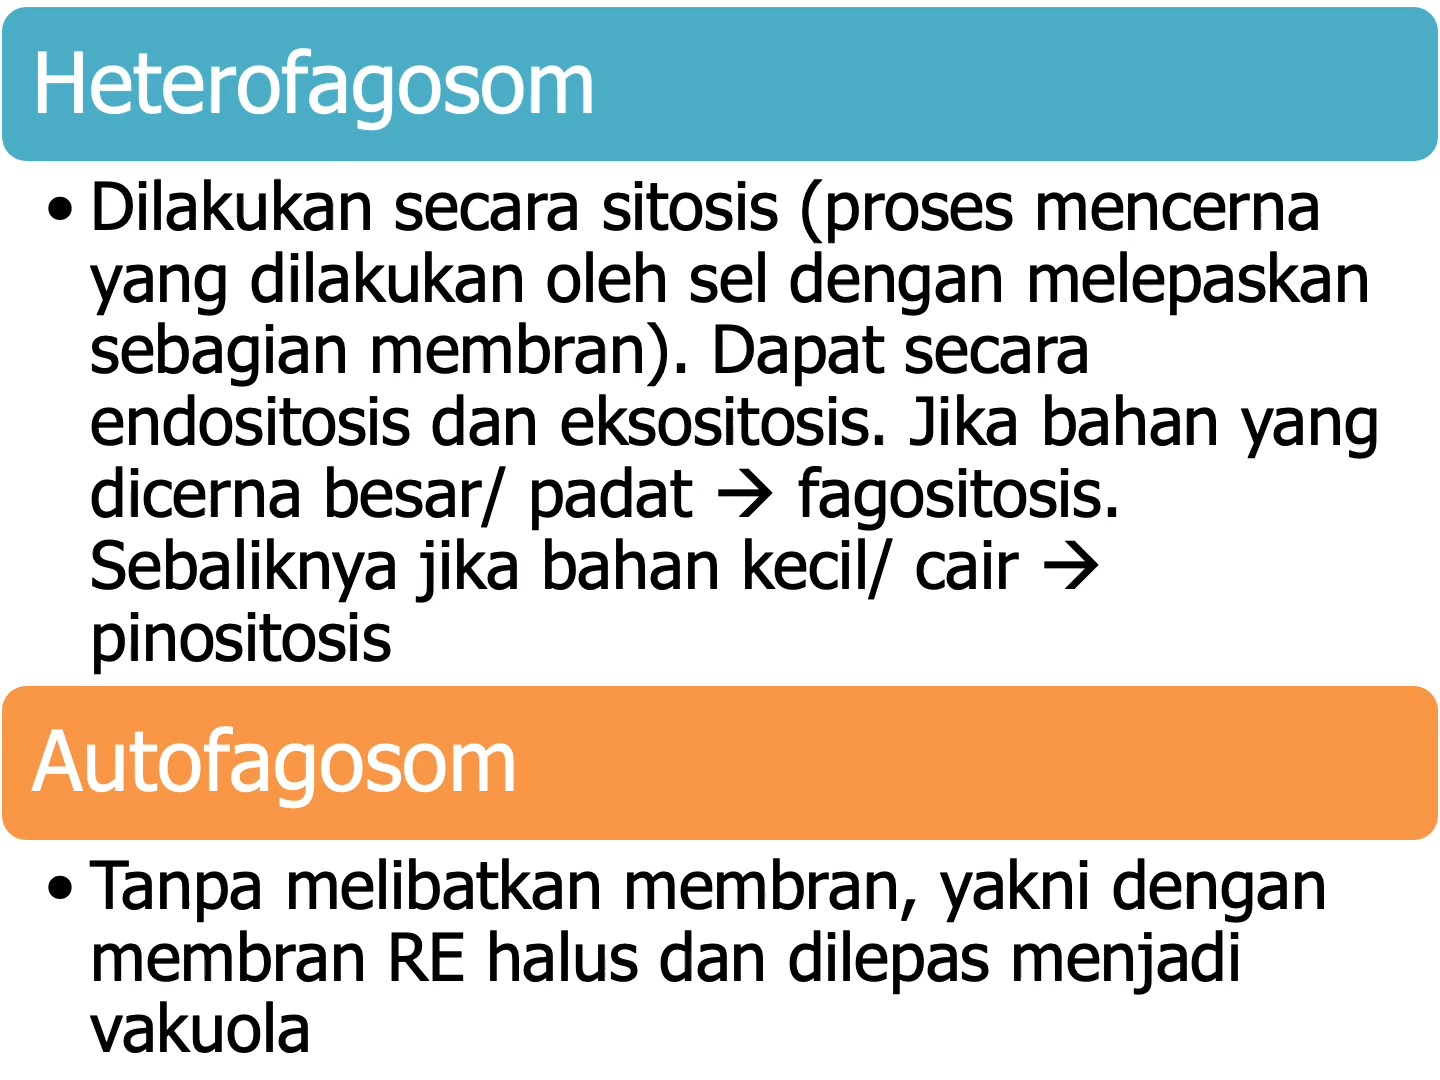 Heterofagosom
• Dilakukan secara sitosis (proses mencerna
yang dilakukan oleh sel dengan melepaskan
sebagian membran). Dapat secara
endositosis dan eksositosis. Jika bahan yang
dicerna besar/ padat → fagositosis.
Sebaliknya jika bahan kecil/ cair →
pinositosis
Autofagosom
• Tanpa melibatkan membran, yakni dengan
membran RE halus dan dilepas menjadi
vakuola